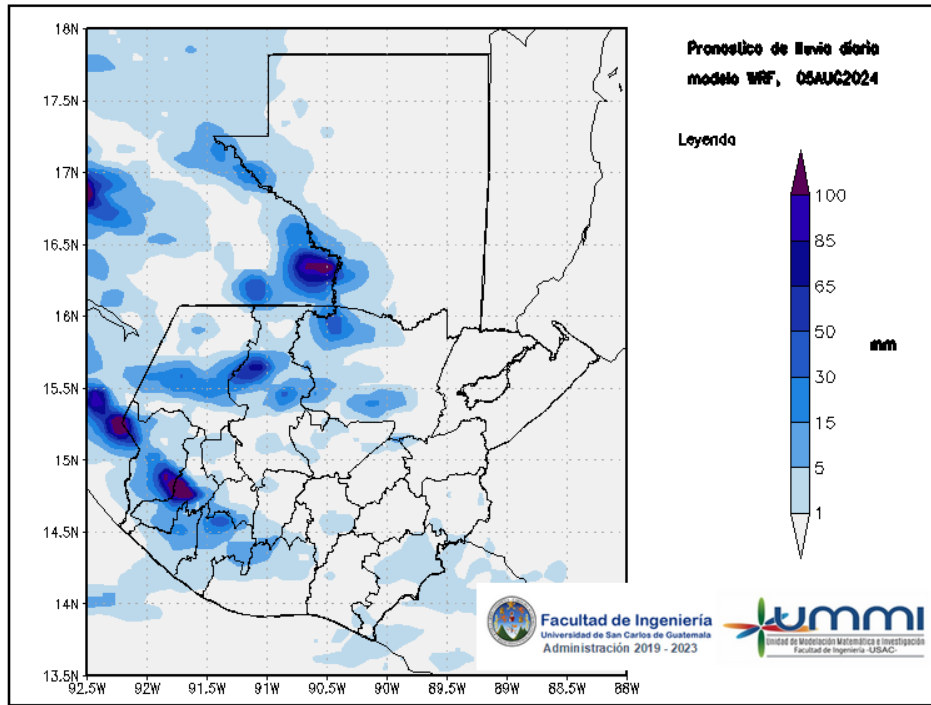 Pronostico de lluvia diaria
modelo WRF, 05AUG2024
Leyenda
100
85
65
50
30
15
5
1
mm
18N
17.5N
17N
16.5N
16N
15.5N
15N
14.5N
14N
13.5N
92.5W
92W
91.5W
91W
90.5W
90W
89.5W
89W
88.5W
88W
Facultad de Ingeniería
Universidad de San Carlos de Guatemala
Administración 2019 - 2023
UMMI
Unidad de Modelación Matemática e Investigación
Facultad de Ingeniería -USAC-